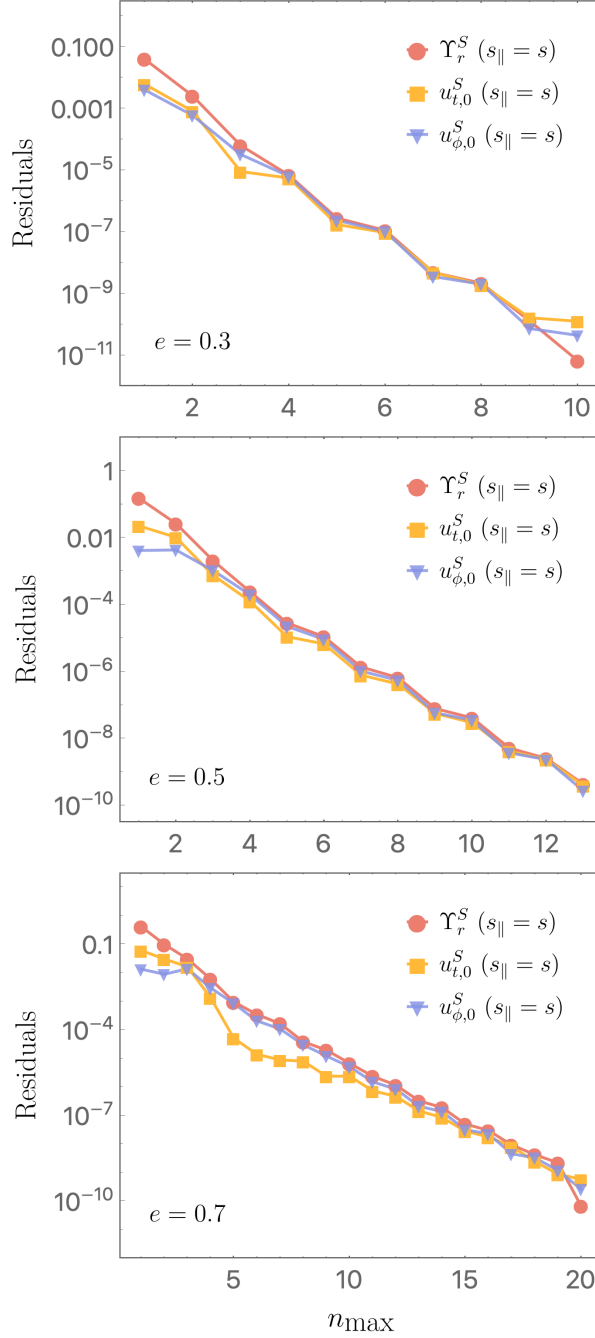 0.100
0.001
10⁻⁵
10⁻⁷
10⁻⁹
10⁻¹¹
Residuals
Υ_r^S (s_∥ = s)
u_{t,0}^S (s_∥ = s)
u_{ϕ,0}^S (s_∥ = s)
e = 0.3
2 4 6 8 10
1
0.01
10⁻⁴
10⁻⁶
10⁻⁸
10⁻¹⁰
Residuals
Υ_r^S (s_∥ = s)
u_{t,0}^S (s_∥ = s)
u_{ϕ,0}^S (s_∥ = s)
e = 0.5
2 4 6 8 10 12
0.1
10⁻⁴
10⁻⁷
10⁻¹⁰
Residuals
Υ_r^S (s_∥ = s)
u_{t,0}^S (s_∥ = s)
u_{ϕ,0}^S (s_∥ = s)
e = 0.7
5 10 15 20
n_max